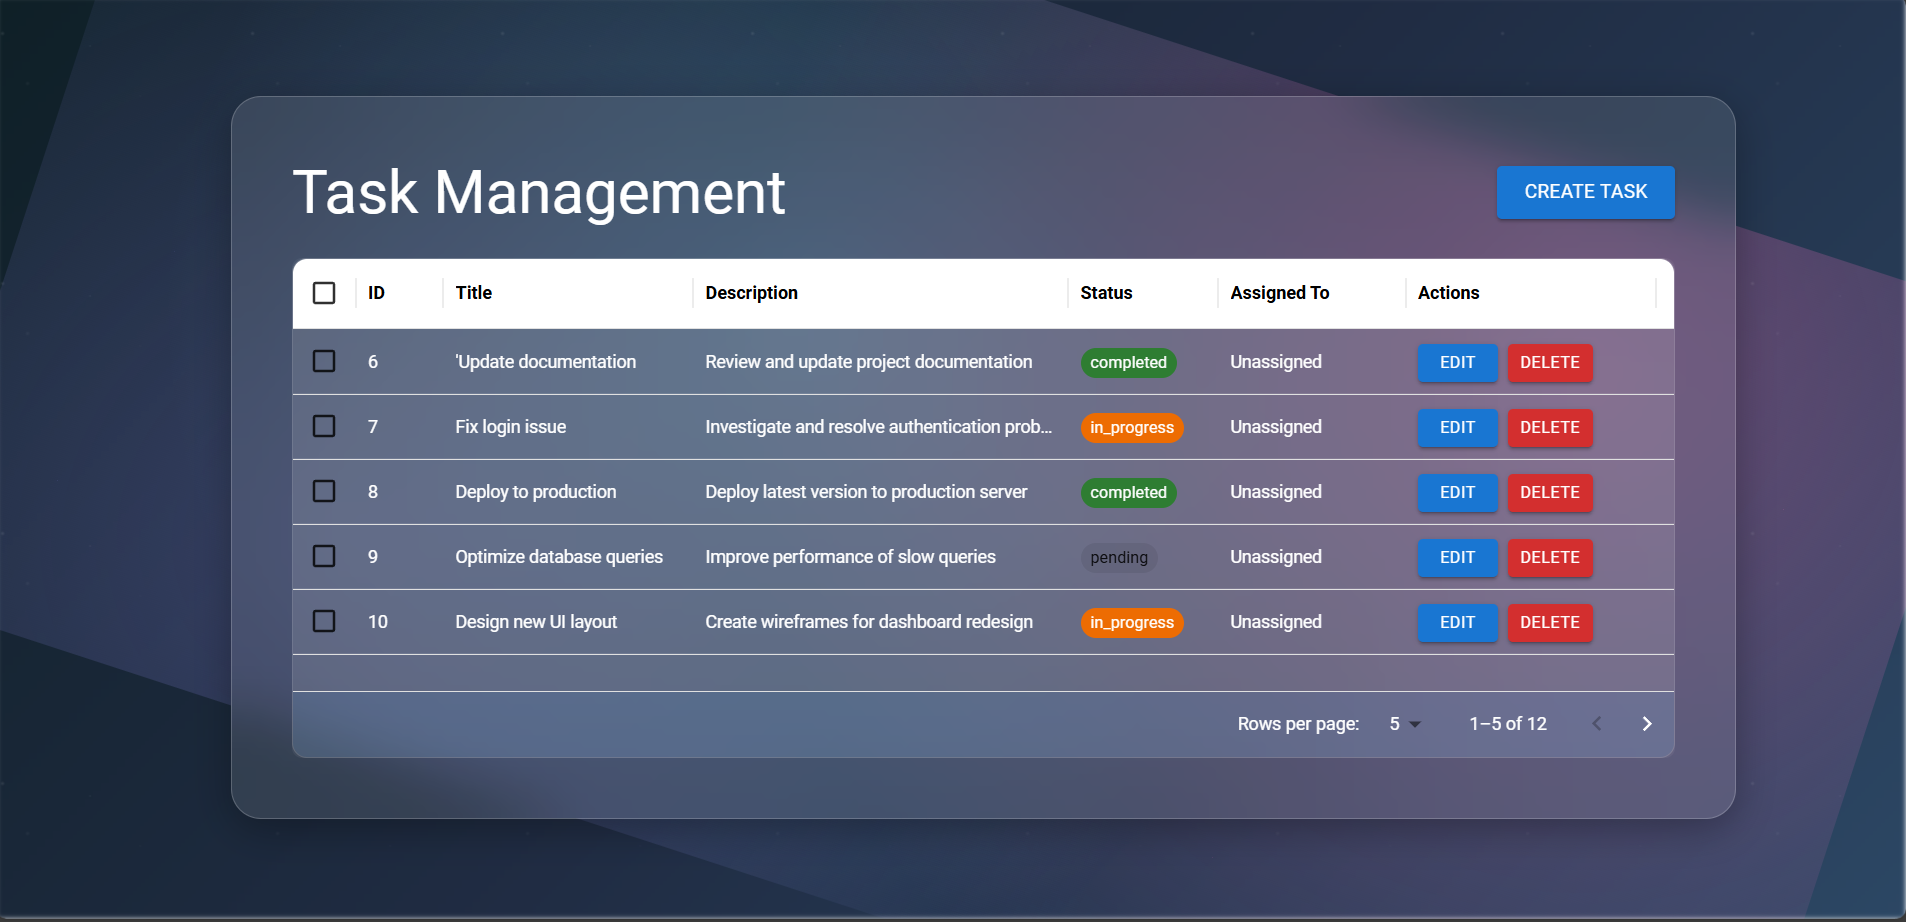 Task Management
CREATE TASK
ID Title Description Status Assigned To Actions
6 'Update documentation Review and update project documentation completed Unassigned EDIT DELETE
7 Fix login issue Investigate and resolve authentication prob... in_progress Unassigned EDIT DELETE
8 Deploy to production Deploy latest version to production server completed Unassigned EDIT DELETE
9 Optimize database queries Improve performance of slow queries pending Unassigned EDIT DELETE
10 Design new UI layout Create wireframes for dashboard redesign in_progress Unassigned EDIT DELETE
Rows per page: 5 1–5 of 12